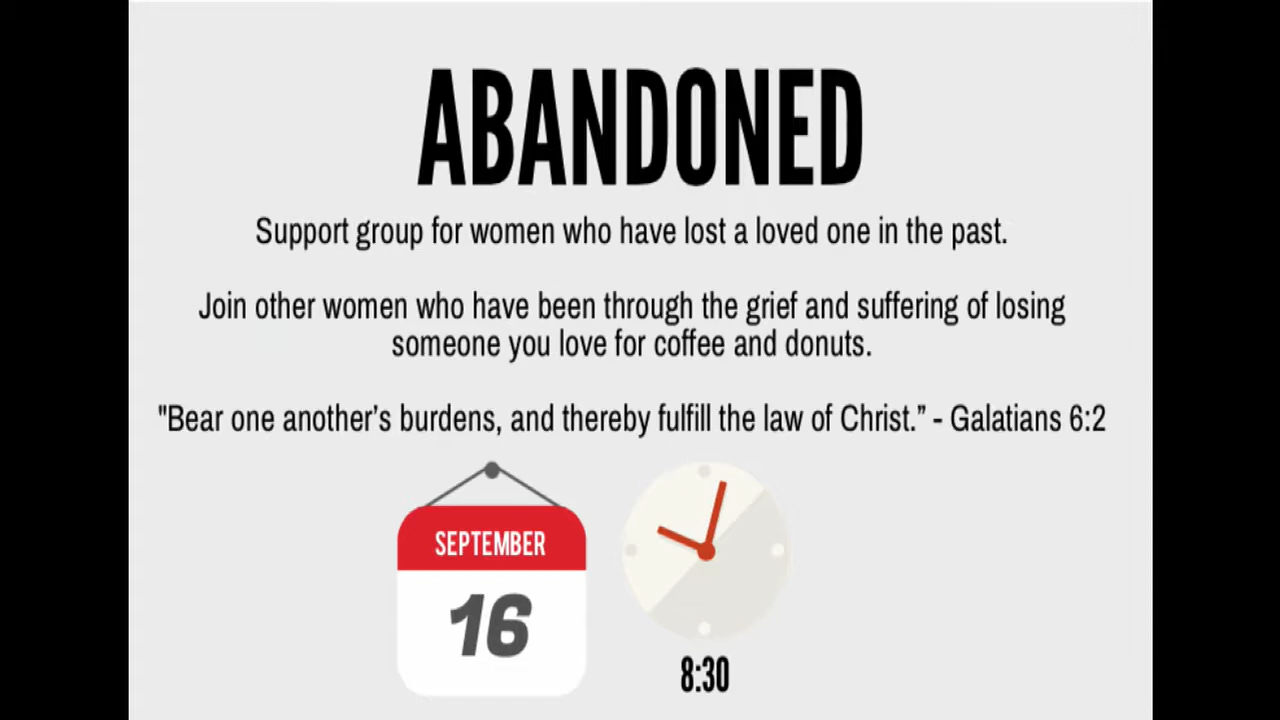 ABANDONED
Support group for women who have lost a loved one in the past.
Join other women who have been through the grief and suffering of losing
someone you love for coffee and donuts.
"Bear one another’s burdens, and thereby fulfill the law of Christ.” - Galatians 6:2
SEPTEMBER
16
8:30